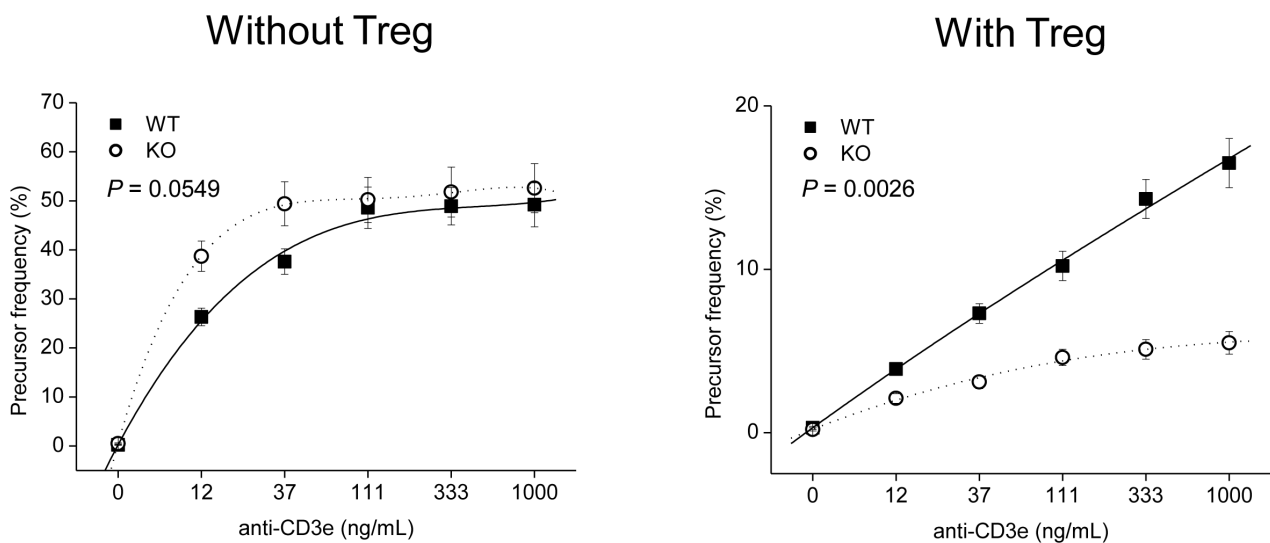 Without Treg
70
60
50
40
30
20
10
0
Precursor frequency (%)
WT
KO
P = 0.0549
0 12 37 111 333 1000
anti-CD3e (ng/mL)
With Treg
20
10
0
Precursor frequency (%)
WT
KO
P = 0.0026
0 12 37 111 333 1000
anti-CD3e (ng/mL)